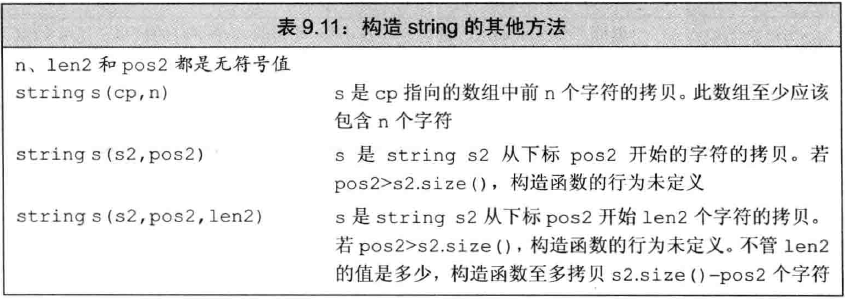 表 9.11：构造 string 的其他方法
n、len2 和 pos2 都是无符号值
string s(cp,n) s 是 cp 指向的数组中前 n 个字符的拷贝。此数组至少应该
包含 n 个字符
string s(s2,pos2) s 是 string s2 从下标 pos2 开始的字符的拷贝。若
pos2>s2.size()，构造函数的行为未定义
string s(s2,pos2,len2) s 是 string s2 从下标 pos2 开始 len2 个字符的拷贝。
若 pos2>s2.size()，构造函数的行为未定义。不管 len2
的值是多少，构造函数至多拷贝 s2.size()-pos2 个字符